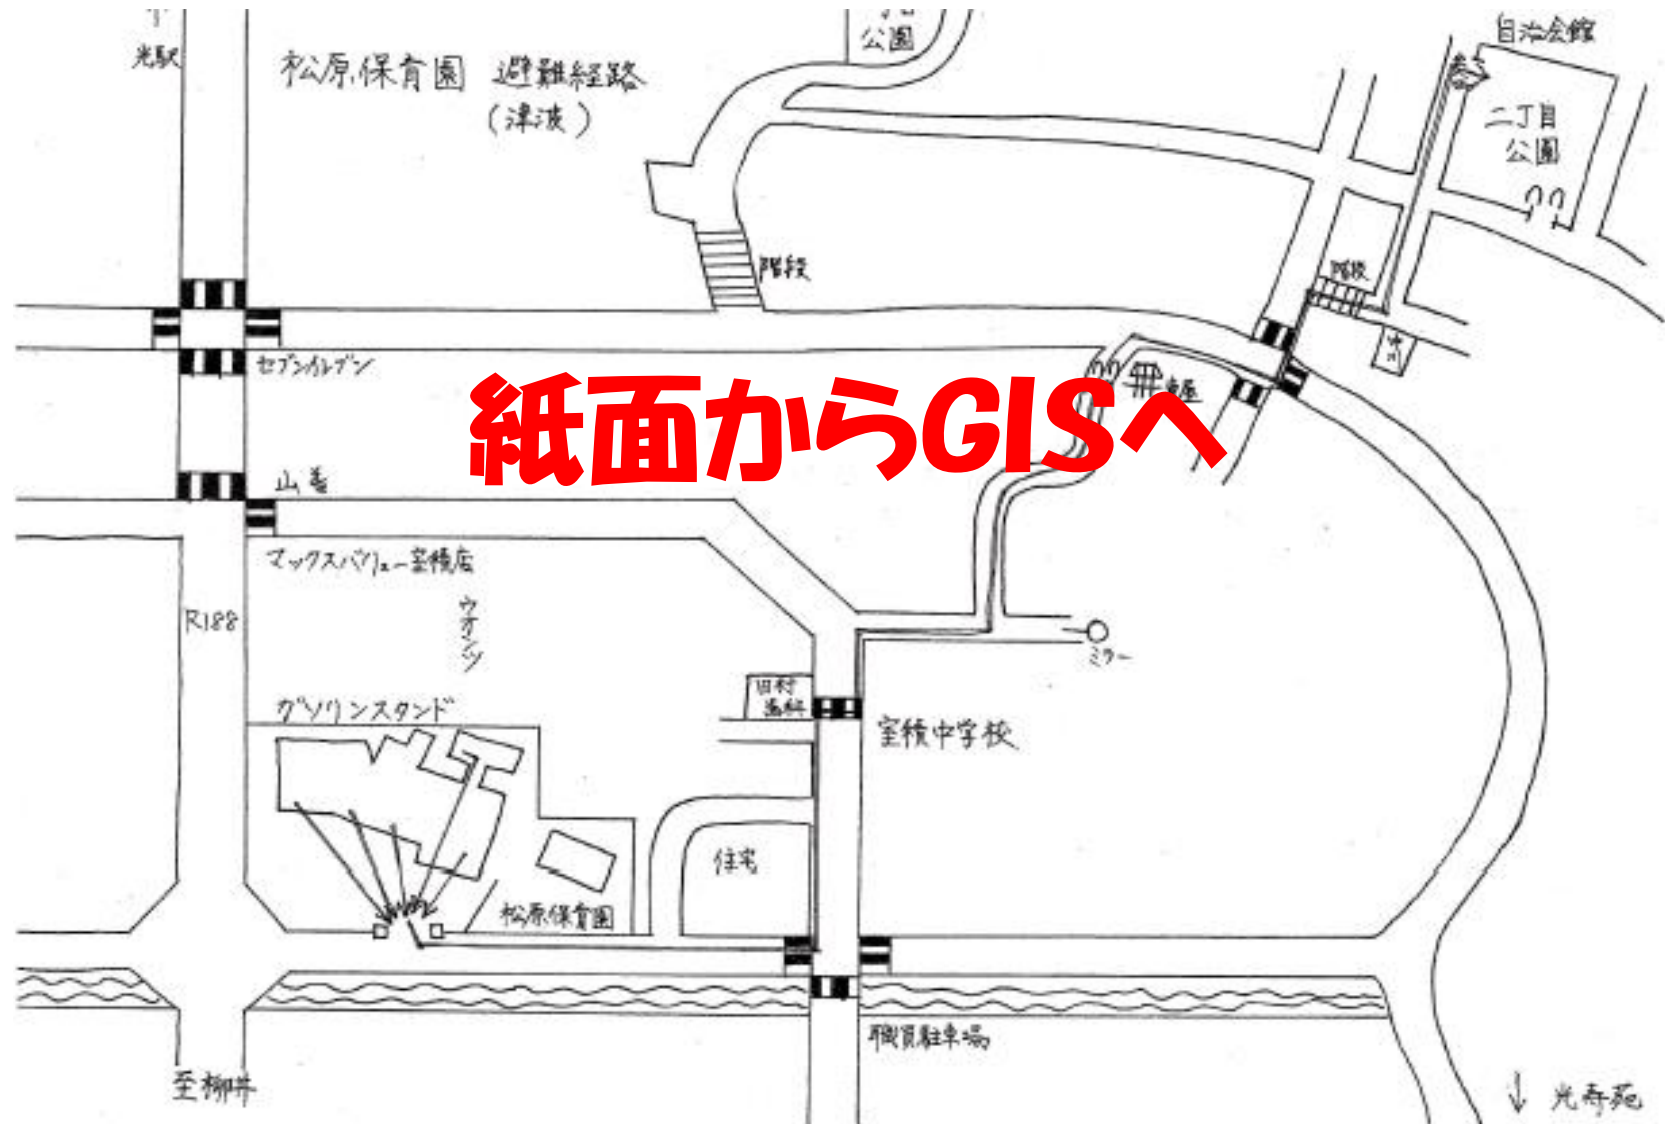 光駅
松原保育園 避難経路
(津波)
公園
自治会館
二丁目
公園
階段
階段
セブンイレブン
紙面からGISへ
山善
マックスバリュー室積店
R188
ウオンツ
ミラー
ガソリンスタンド
田村
歯科
室積中学校
住宅
松原保育園
職員駐車場
至柳井
光寿苑